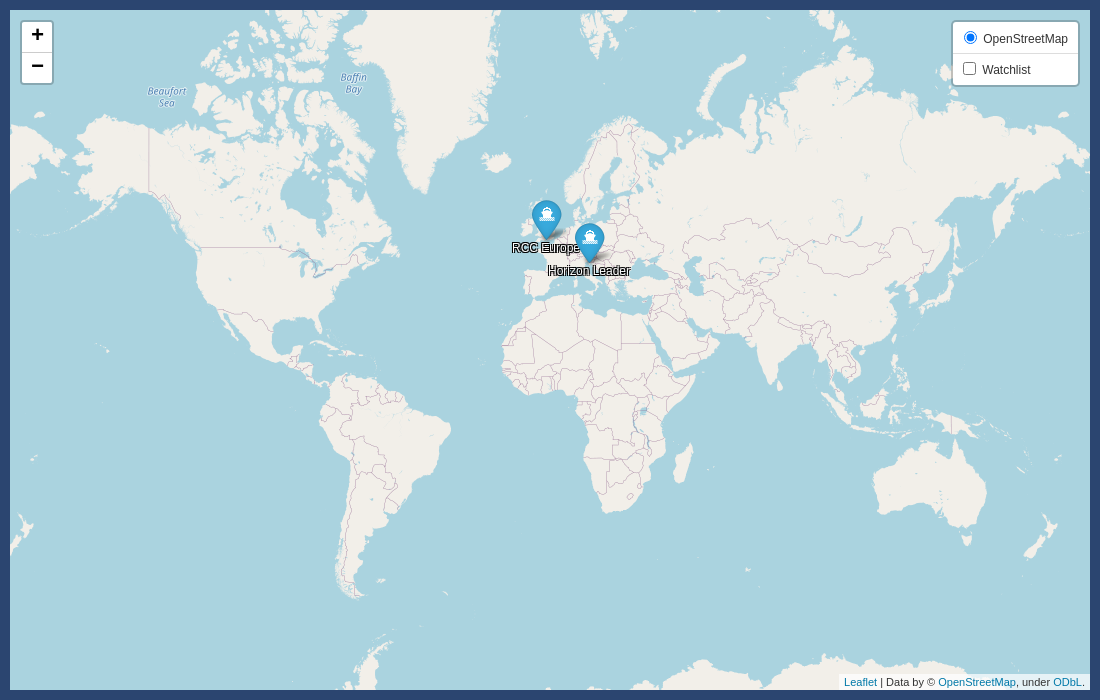 +
−
OpenStreetMap
Watchlist
Beaufort
Sea
Baffin
Bay
RCC Europe
Horizon Leader
Leaflet | Data by © OpenStreetMap, under ODbL.